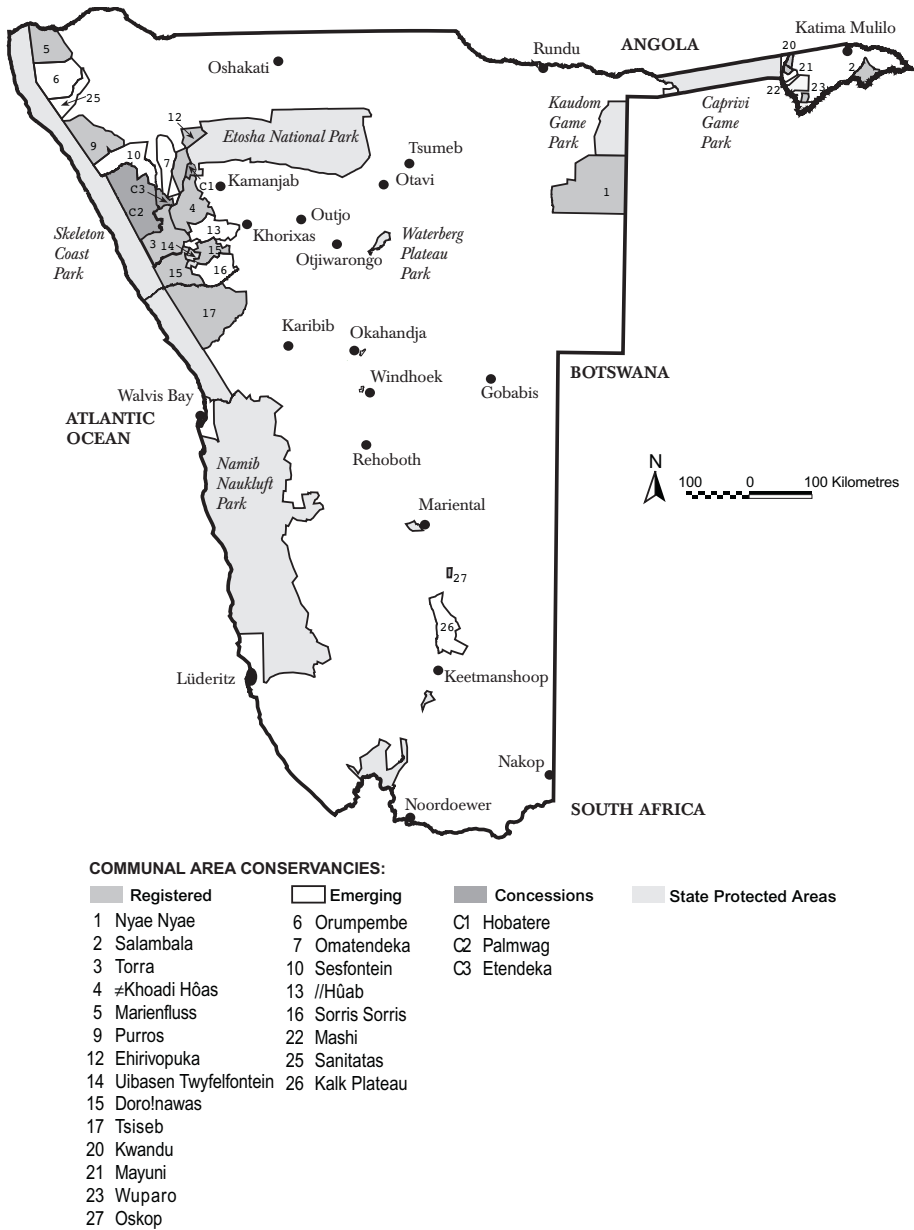 Katima Mulilo
ANGOLA
Rundu
Oshakati
5
6
25
20
21
2
22
23
Kaudom
Game
Park
Caprivi
Game
Park
12
Etosha National Park
9
10
7
Tsumeb
Otavi
C1
Kamanjab
C3
C2
4
1
Outjo
13
Khorixas
Skeleton
Coast
Park
3
14
15
Otjiwarongo
Waterberg
Plateau
Park
15
16
17
Karibib
Okahandja
BOTSWANA
Windhoek
Gobabis
Walvis Bay
ATLANTIC
OCEAN
Rehoboth
Namib
Naukluft
Park
N
100 0 100 Kilometres
Mariental
27
26
Lüderitz
Keetmanshoop
Nakop
Noordoewer
SOUTH AFRICA
COMMUNAL AREA CONSERVANCIES:
Registered
1 Nyae Nyae
2 Salambala
3 Torra
4 ≠Khoadi Hôas
5 Marienfluss
9 Purros
12 Ehirivopuka
14 Uibasen Twyfelfontein
15 Doro!nawas
17 Tsiseb
20 Kwandu
21 Mayuni
23 Wuparo
27 Oskop
Emerging
6 Orumpembe
7 Omatendeka
10 Sesfontein
13 //Hûab
16 Sorris Sorris
22 Mashi
25 Sanitatas
26 Kalk Plateau
Concessions
C1 Hobatere
C2 Palmwag
C3 Etendeka
State Protected Areas